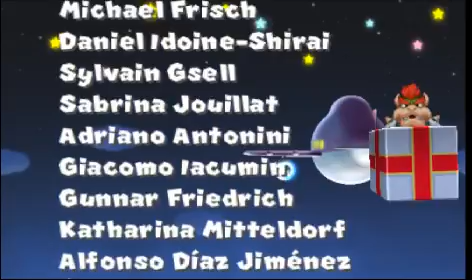 Michael Frisch
Daniel Idoine-Shirai
Sylvain Gsell
Sabrina Jouillat
Adriano Antonini
Giacomo Iacumin
Gunnar Friedrich
Katharina Mitteldorf
Alfonso Díaz Jiménez